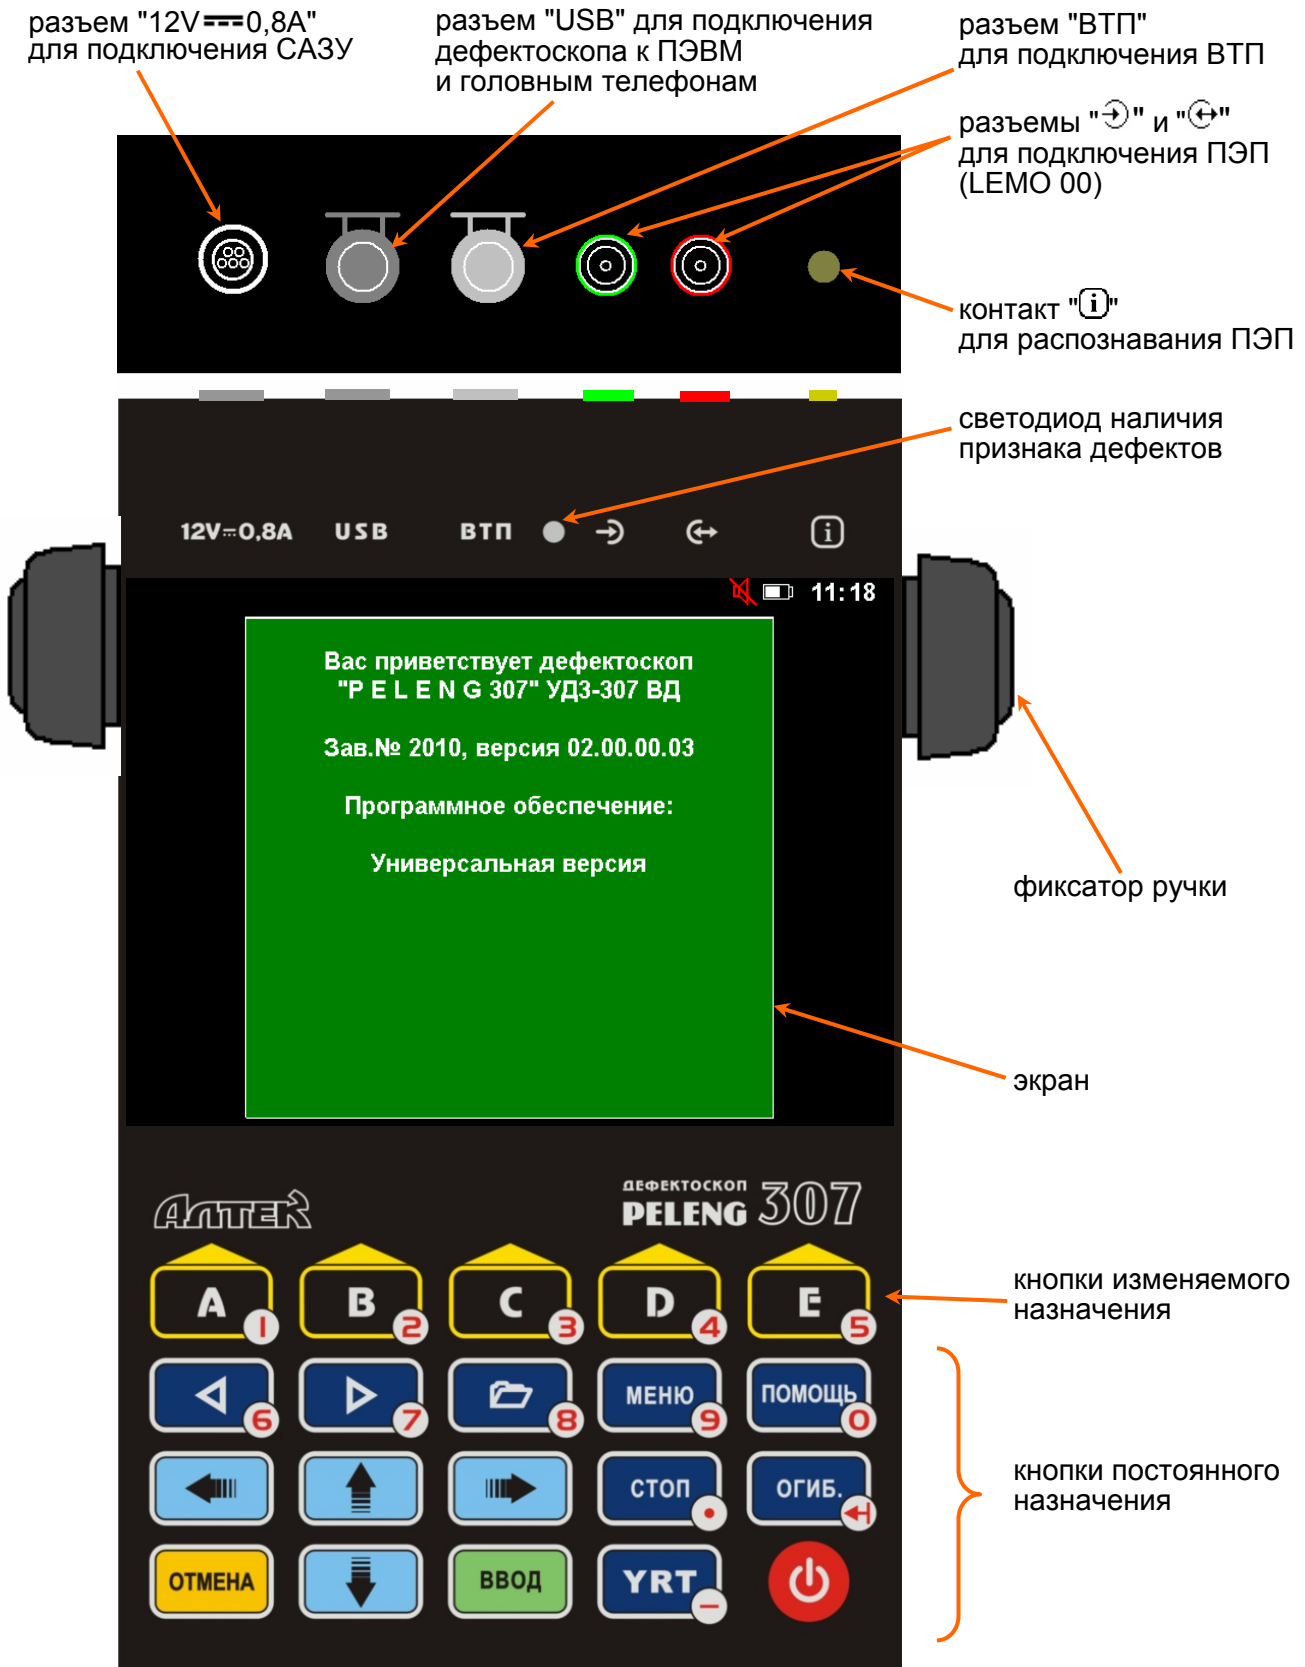 разъем "12V⎓0,8А"
для подключения САЗУ
разъем "USB" для подключения
дефектоскопа к ПЭВМ
и головным телефонам
разъем "ВТП"
для подключения ВТП
разъемы "" и ""
для подключения ПЭП
(LEMO 00)
контакт "i"
для распознавания ПЭП
светодиод наличия
признака дефектов
12V⎓0,8А USB ВТП i
11:18
Вас приветствует дефектоскоп
"P E L E N G 307" УДЗ-307 ВД
Зав.№ 2010, версия 02.00.00.03
Программное обеспечение:
Универсальная версия
фиксатор ручки
экран
Алтек
ДЕФЕКТОСКОП
PELENG 307
A 1 B 2 C 3 D 4 E 5
кнопки изменяемого
назначения
6 7 8 МЕНЮ 9 ПОМОЩЬ 0
СТОП • ОГИБ.
кнопки постоянного
назначения
ОТМЕНА ВВОД YRT –